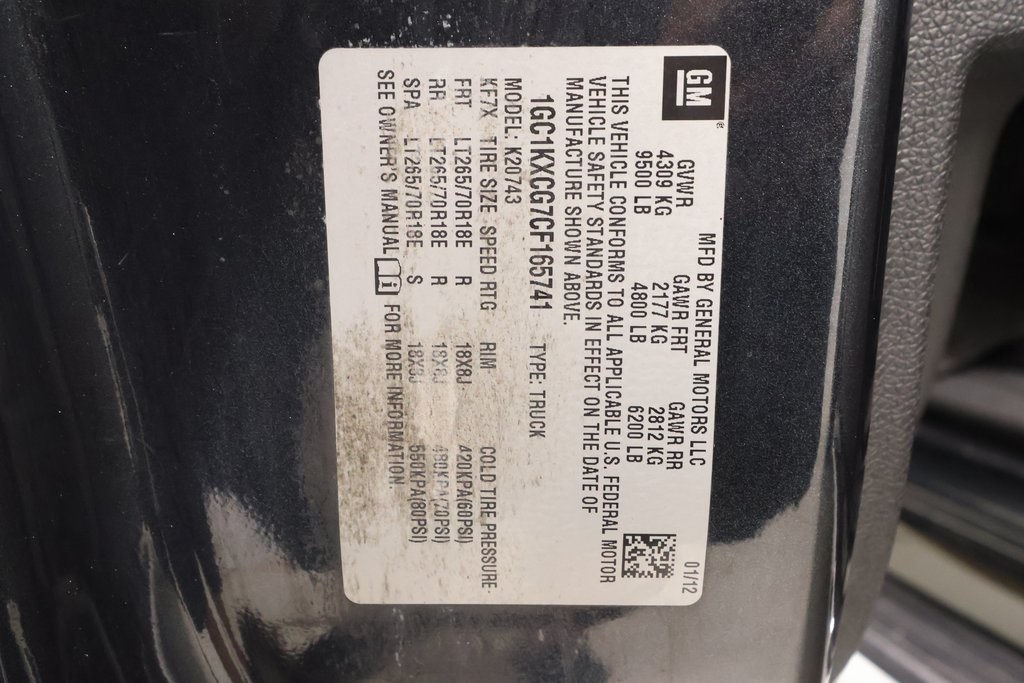 GM
®
MFD BY GENERAL MOTORS LLC
01/12
GVWR GAWR FRT GAWR RR
4309 KG 2177 KG 2812 KG
9500 LB 4800 LB 6200 LB
THIS VEHICLE CONFORMS TO ALL APPLICABLE U.S. FEDERAL MOTOR
VEHICLE SAFETY STANDARDS IN EFFECT ON THE DATE OF
MANUFACTURE SHOWN ABOVE.
1GC1KXCG7CF165741 TYPE: TRUCK
MODEL: K20743
KF7X TIRE SIZE SPEED RTG RIM COLD TIRE PRESSURE
FRT LT265/70R18E R 18X8J 420KPA(60PSI)
RR LT265/70R18E R 18X8J 480KPA(70PSI)
SPA LT265/70R18E S 550KPA(80PSI)
SEE OWNER'S MANUAL FOR MORE INFORMATION.